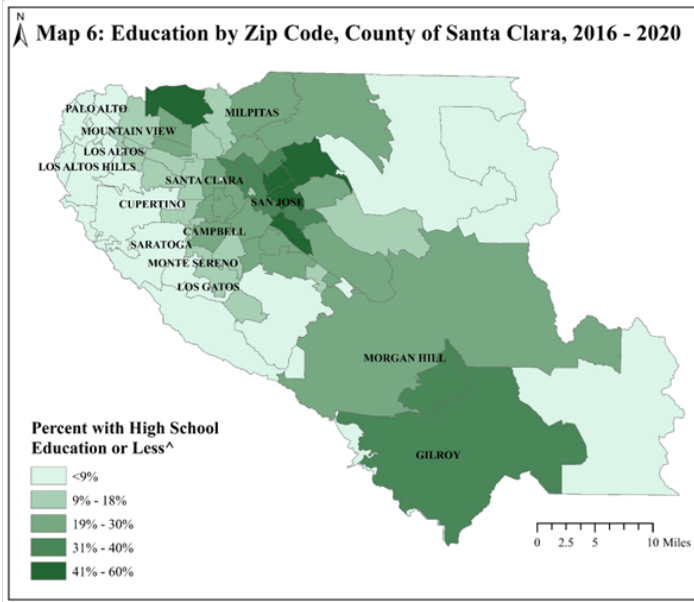 N
Map 6: Education by Zip Code, County of Santa Clara, 2016 - 2020
PALO ALTO
MILPITAS
MOUNTAIN VIEW
LOS ALTOS
LOS ALTOS HILLS
SANTA CLARA
CUPERTINO
SAN JOSE
CAMPBELL
SARATOGA
MONTE SERENO
LOS GATOS
MORGAN HILL
GILROY
Percent with High School
Education or Less^
<9%
9% - 18%
19% - 30%
31% - 40%
41% - 60%
0 2.5 5 10 Miles